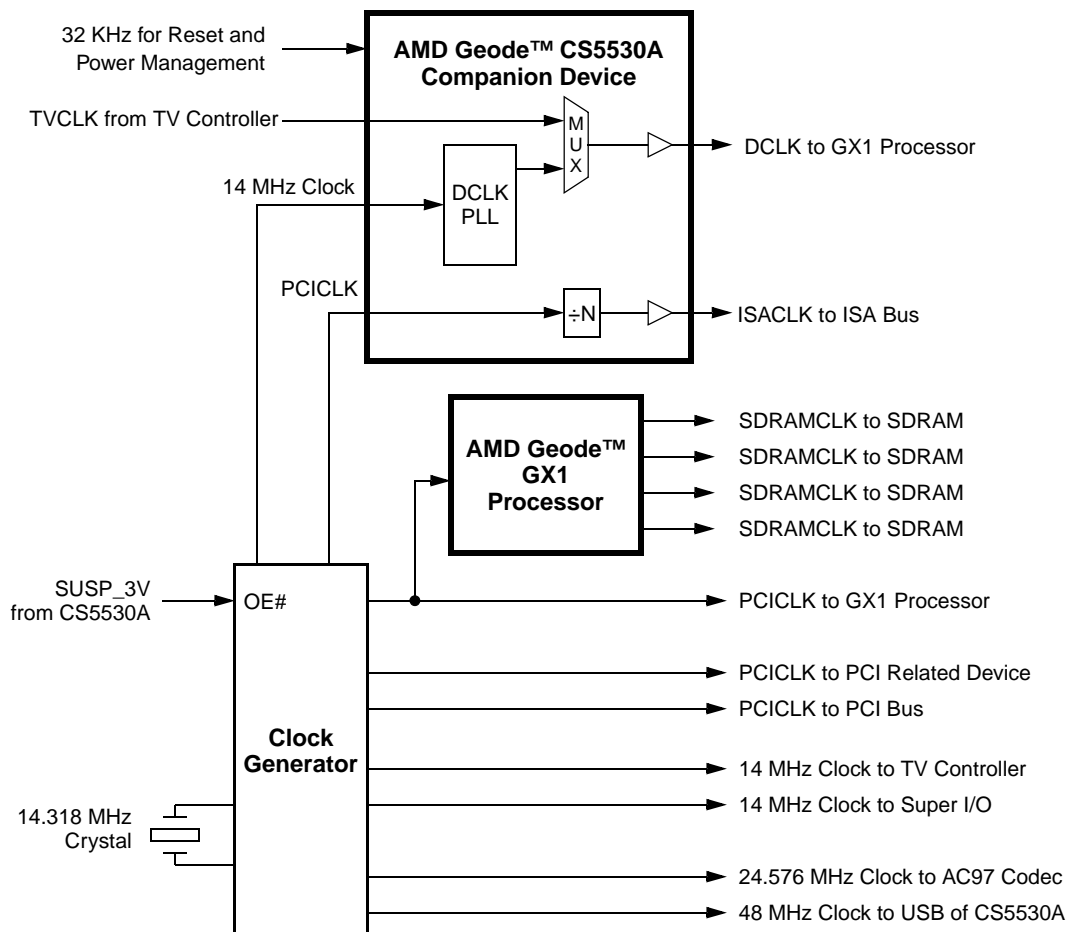 32 KHz for Reset and
Power Management
AMD Geode™ CS5530A
Companion Device
TVCLK from TV Controller
M
U
X
DCLK to GX1 Processor
14 MHz Clock
DCLK
PLL
PCICLK
÷N
ISACLK to ISA Bus
AMD Geode™
GX1
Processor
SDRAMCLK to SDRAM
SDRAMCLK to SDRAM
SDRAMCLK to SDRAM
SDRAMCLK to SDRAM
SUSP_3V
from CS5530A
OE#
PCICLK to GX1 Processor
PCICLK to PCI Related Device
PCICLK to PCI Bus
Clock
Generator
14 MHz Clock to TV Controller
14 MHz Clock to Super I/O
14.318 MHz
Crystal
24.576 MHz Clock to AC97 Codec
48 MHz Clock to USB of CS5530A